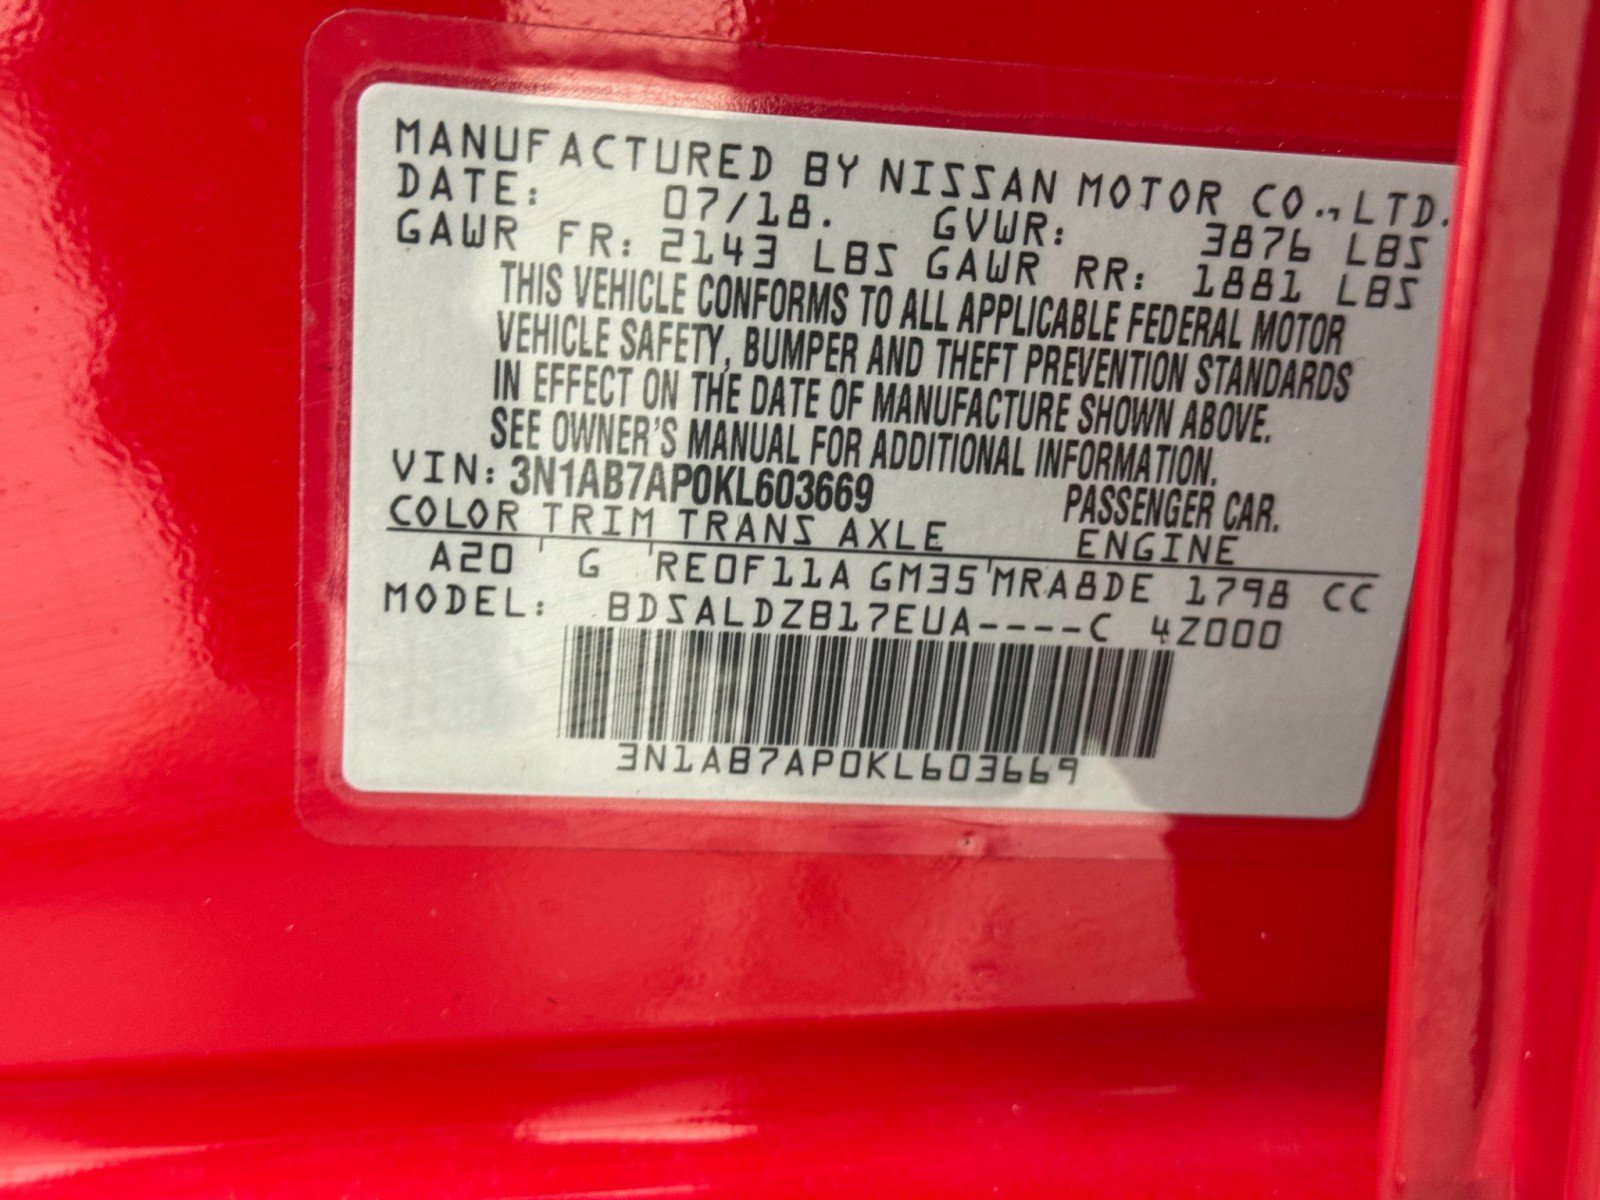 MANUFACTURED BY NISSAN MOTOR CO.,LTD.
DATE: 07/18. GVWR: 3876 LBS
GAWR FR: 2143 LBS GAWR RR: 1881 LBS
THIS VEHICLE CONFORMS TO ALL APPLICABLE FEDERAL MOTOR
VEHICLE SAFETY, BUMPER AND THEFT PREVENTION STANDARDS
IN EFFECT ON THE DATE OF MANUFACTURE SHOWN ABOVE.
SEE OWNER'S MANUAL FOR ADDITIONAL INFORMATION.
VIN: 3N1AB7AP0KL603669 PASSENGER CAR.
COLOR TRIM TRANS AXLE ENGINE
A20 G RE0F11A GM35 MRA8DE 1798 CC
MODEL: BDSALDZB17EUA----C 4Z000
3N1AB7AP0KL603669